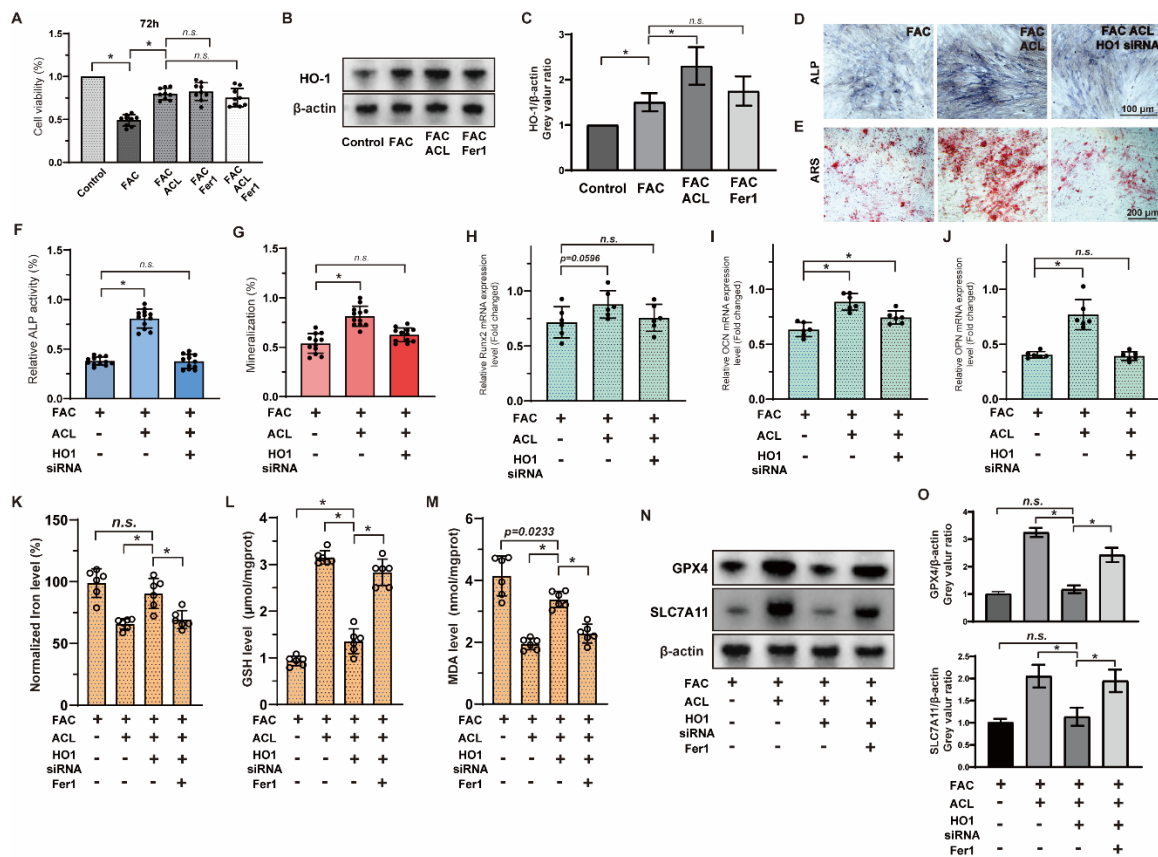 A
72h
n.s.
*
*
n.s.
Cell viability (%)
1.5
1.0
0.5
0.0
Control
FAC
FAC
ACL
FAC
Fer1
FAC
ACL
Fer1
B
HO-1
β-actin
Control
FAC
FAC
ACL
FAC
Fer1
C
n.s.
*
*
HO-1/β-actin
Grey valur ratio
3
2
1
0
Control
FAC
FAC
ACL
FAC
Fer1
D
ALP
FAC
FAC
ACL
FAC ACL
HO1 siRNA
100 μm
E
ARS
200 μm
F
n.s.
*
Relative ALP activity (%)
1.5
1.0
0.5
0.0
FAC + + +
ACL - + +
HO1
siRNA
- - +
G
n.s.
*
Mineralization (%)
1.5
1.0
0.5
0.0
FAC + + +
ACL - + +
HO1
siRNA
- - +
H
n.s.
p=0.0596
Relative Runx2 mRNA expression
level (Fold changed)
1.0
0.5
0.0
FAC + + +
ACL - + +
HO1
siRNA
- - +
I
*
*
Relative OCN mRNA expression
level (Fold changed)
1.0
0.5
0.0
FAC + + +
ACL - + +
HO1
siRNA
- - +
J
n.s.
*
Relative OPN mRNA expression
level (Fold changed)
1.0
0.5
0.0
FAC + + +
ACL - + +
HO1
siRNA
- - +
K
n.s.
*
*
Normalized Iron level (%)
150
100
50
0
FAC + + + +
ACL - + + +
HO1
siRNA
- - + +
Fer1 - - - +
L
*
*
*
GSH level (μmol/mgprot)
4
3
2
1
0
FAC + + + +
ACL - + + +
HO1
siRNA
- - + +
Fer1 - - - +
M
p=0.0233
*
*
MDA level (nmol/mgprot)
6
4
2
0
FAC + + + +
ACL - + + +
HO1
siRNA
- - + +
Fer1 - - - +
N
GPX4
SLC7A11
β-actin
FAC + + + +
ACL - + + +
HO1
siRNA
- - + +
Fer1 - - - +
O
n.s.
*
*
GPX4/β-actin
Grey valur ratio
4
3
2
1
0
n.s.
*
*
SLC7A11/β-actin
Grey valur ratio
3.0
2.0
1.0
0.0
FAC + + + +
ACL - + + +
HO1
siRNA
- - + +
Fer1 - - - +